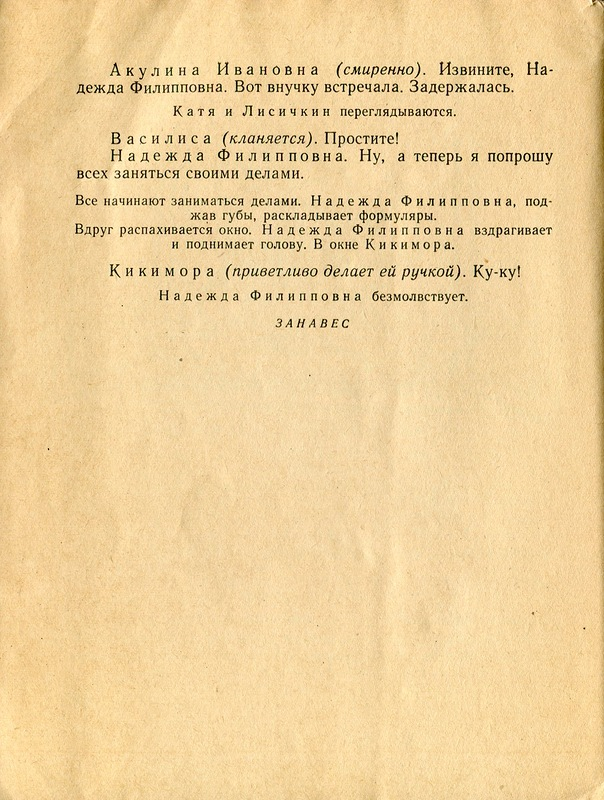 Акулина Ивановна (смиренно). Извините, На-
дежда Филипповна. Вот внучку встречала. Задержалась.
Катя и Лисичкин переглядываются.
Василиса (кланяется). Простите!
Надежда Филипповна. Ну, а теперь я попрошу
всех заняться своими делами.
Все начинают заниматься делами. Надежда Филипповна, под-
жав губы, раскладывает формуляры.
Вдруг распахивается окно. Надежда Филипповна вздрагивает
и поднимает голову. В окне Кикимора.
Кикимора (приветливо делает ей ручкой). Ку-ку!
Надежда Филипповна безмолвствует.
ЗАНАВЕС